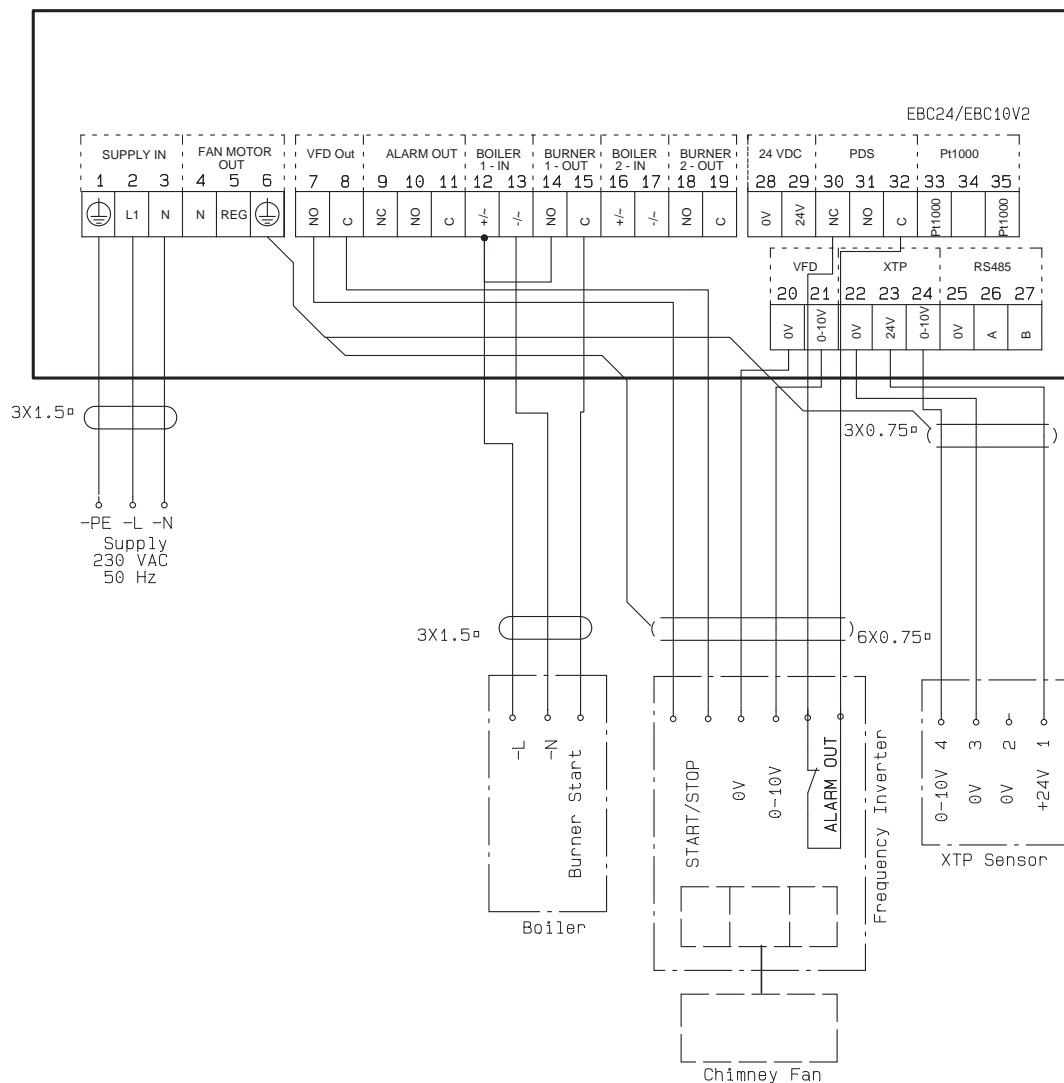 EBC24/EBC10V2
SUPPLY IN
FAN MOTOR
OUT
VFD Out
ALARM OUT
BOILER
1 - IN
BURNER
1 - OUT
BOILER
2 - IN
BURNER
2 - OUT
24 VDC
PDS
Pt1000
1 2 3 4 5 6 7 8 9 10 11 12 13 14 15 16 17 18 19 28 29 30 31 32 33 34 35
L1 N N REG NO C NC NO C +/- -/- NO C +/- -/- NO C 0V 24V NC NO C Pt1000 Pt1000
VFD XTP RS485
20 21 22 23 24 25 26 27
0V 0-10V 0V 24V 0-10V 0V A B
3X1.5▫
3X0.75▫
-PE -L -N
Supply
230 VAC
50 Hz
3X1.5▫
6X0.75▫
-L
-N
Burner Start
Boiler
START/STOP
0V
0-10V
ALARM OUT
Frequency Inverter
0-10V 4
0V 3
0V 2
+24V 1
XTP Sensor
Chimney Fan